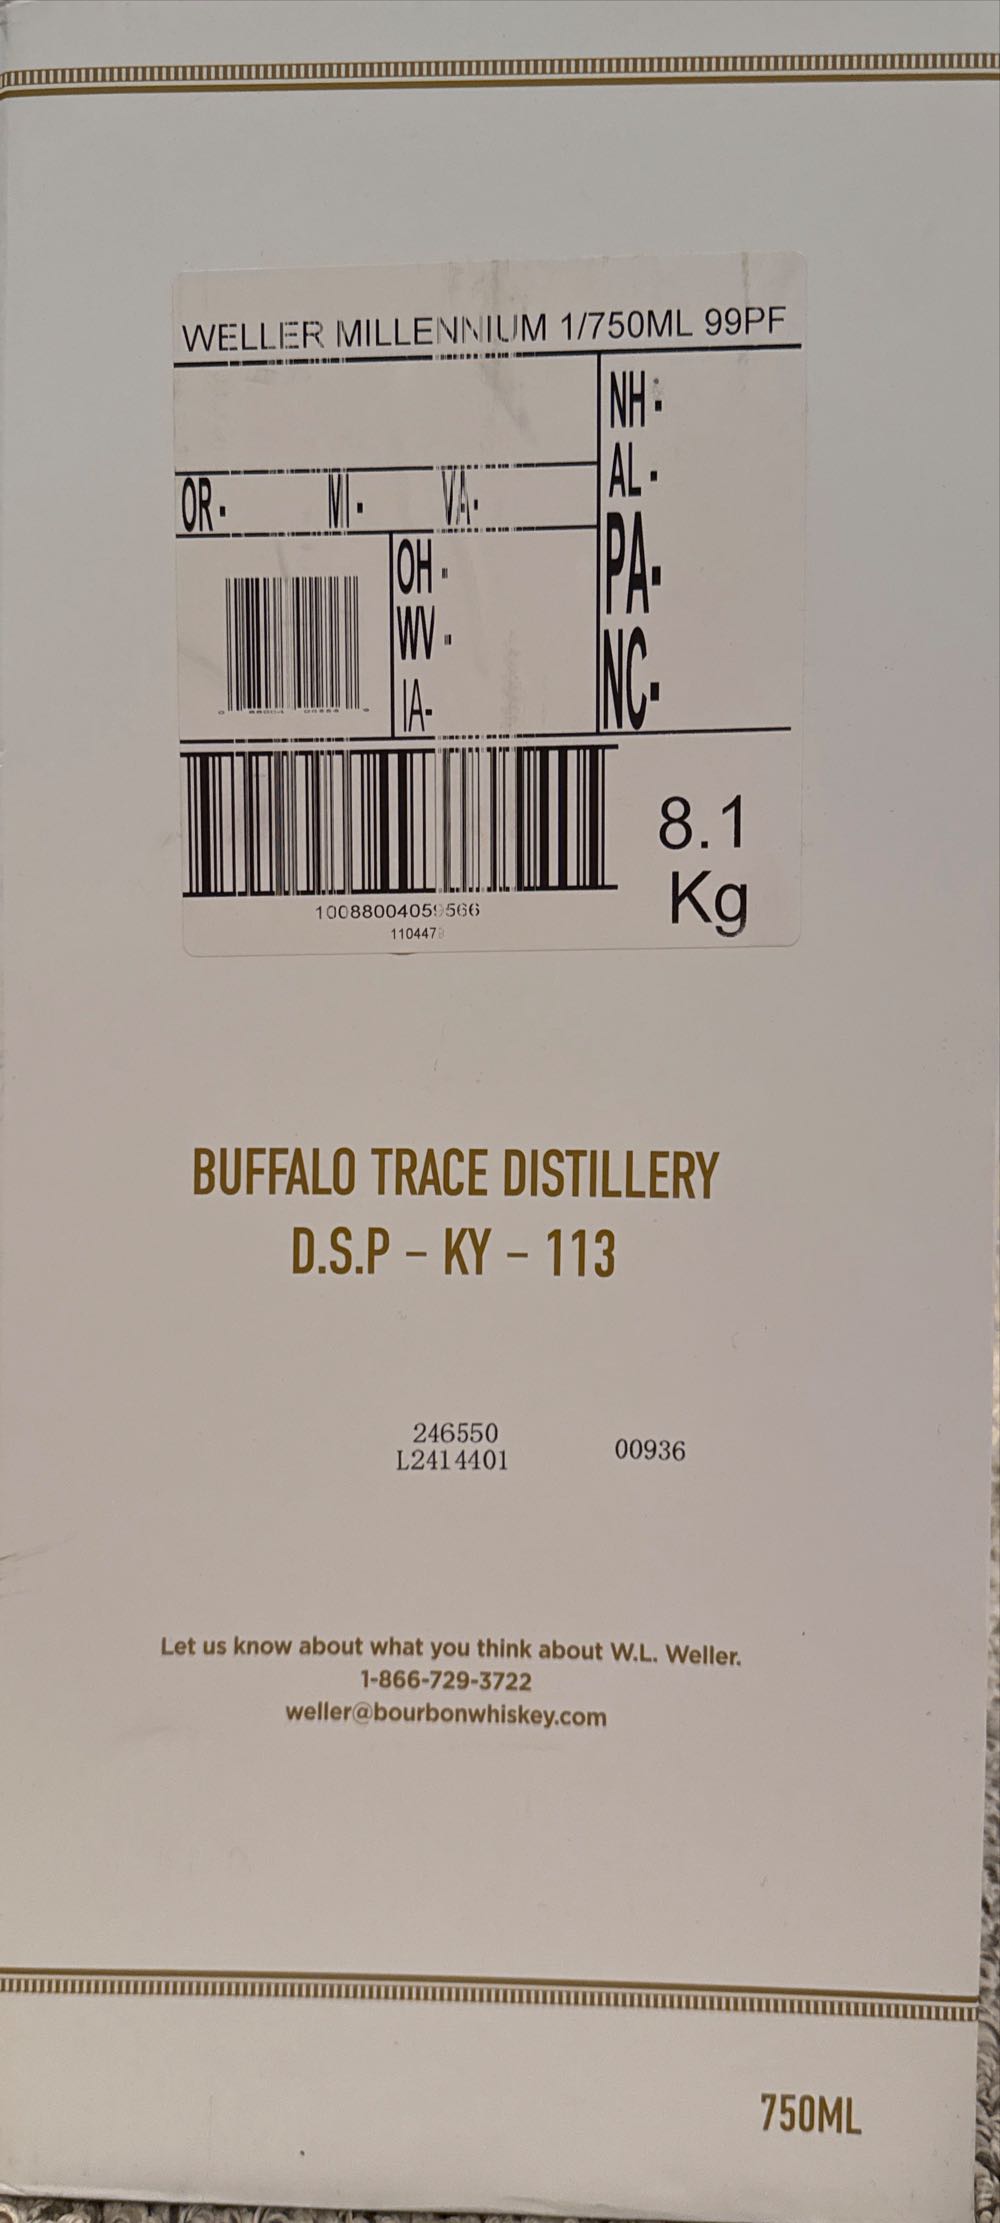 WELLER MILLENNIUM 1/750ML 99PF
NH-
AL-
OR- MI- VA-
PA-
OH-
WV-
NC-
IA-
8.1
Kg
10088004059566
BUFFALO TRACE DISTILLERY
D.S.P – KY – 113
246550
L2414401 00936
Let us know about what you think about W.L. Weller.
1-866-729-3722
weller@bourbonwhiskey.com
750ML